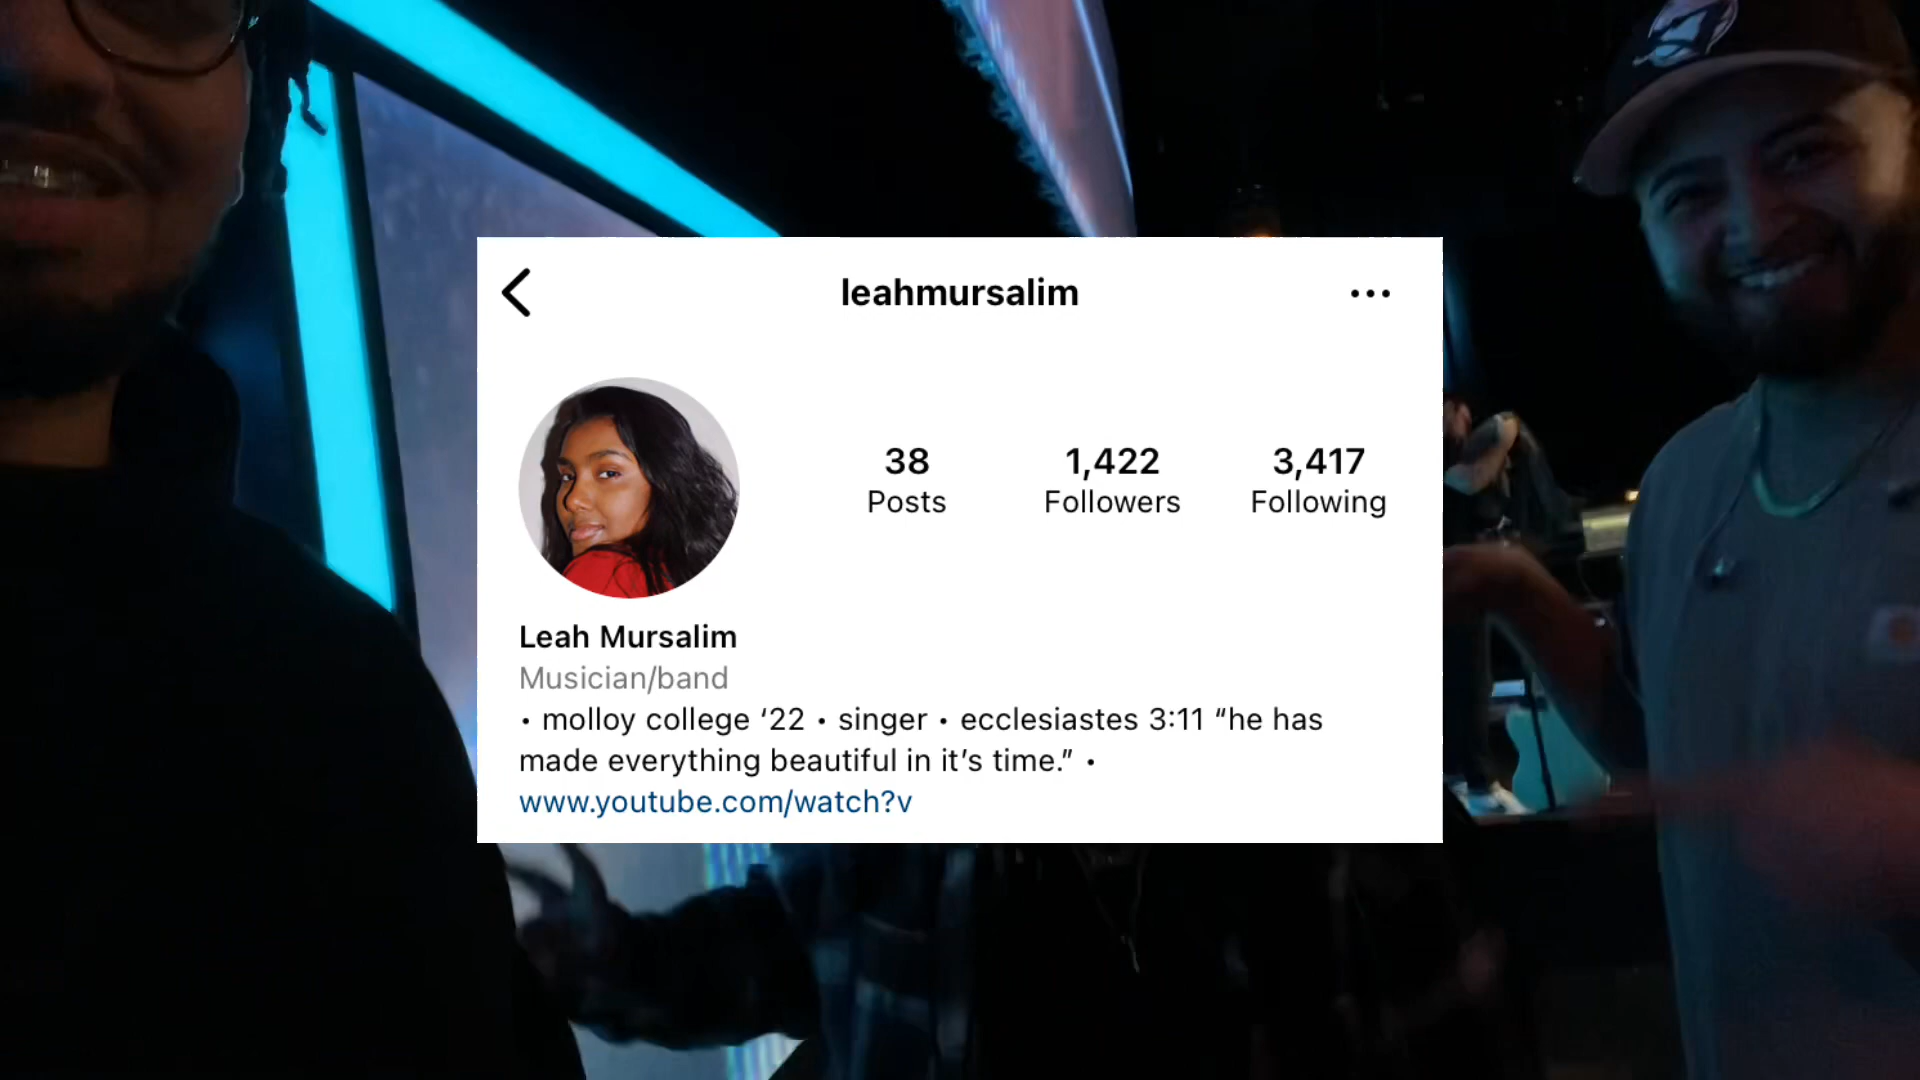 leahmursalim
38
Posts
1,422
Followers
3,417
Following
Leah Mursalim
Musician/band
• molloy college ‘22 • singer • ecclesiastes 3:11 “he has
made everything beautiful in it’s time.” •
www.youtube.com/watch?v